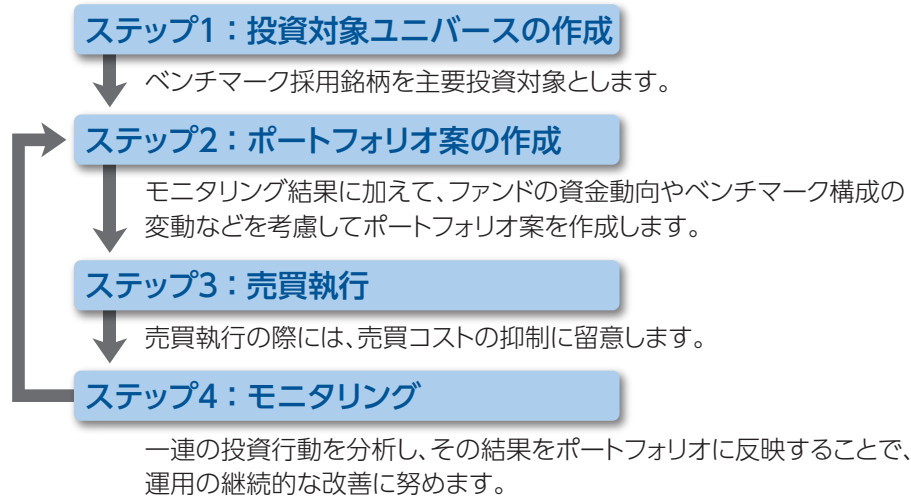 ステップ1：投資対象ユニバースの作成
ベンチマーク採用銘柄を主要投資対象とします。
ステップ2：ポートフォリオ案の作成
モニタリング結果に加えて、ファンドの資金動向やベンチマーク構成の
変動などを考慮してポートフォリオ案を作成します。
ステップ3：売買執行
売買執行の際には、売買コストの抑制に留意します。
ステップ4：モニタリング
一連の投資行動を分析し、その結果をポートフォリオに反映することで、
運用の継続的な改善に努めます。